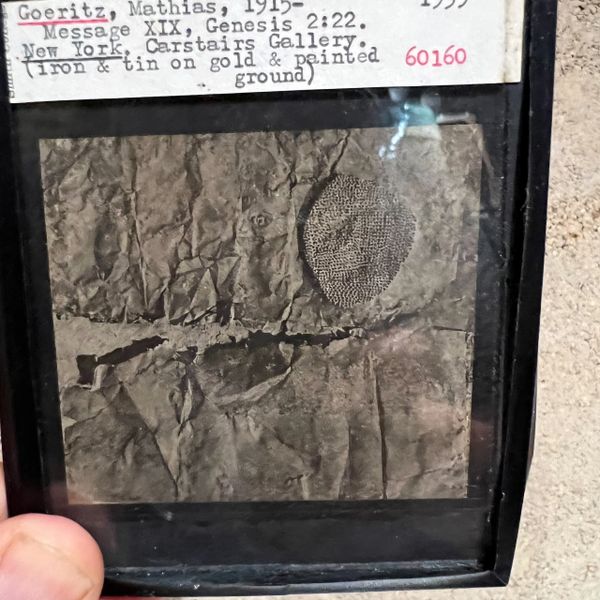 Goeritz, Mathias, 1915- 1959
Message XIX, Genesis 2:22.
New York, Carstairs Gallery.
(iron & tin on gold & painted 60160
ground)